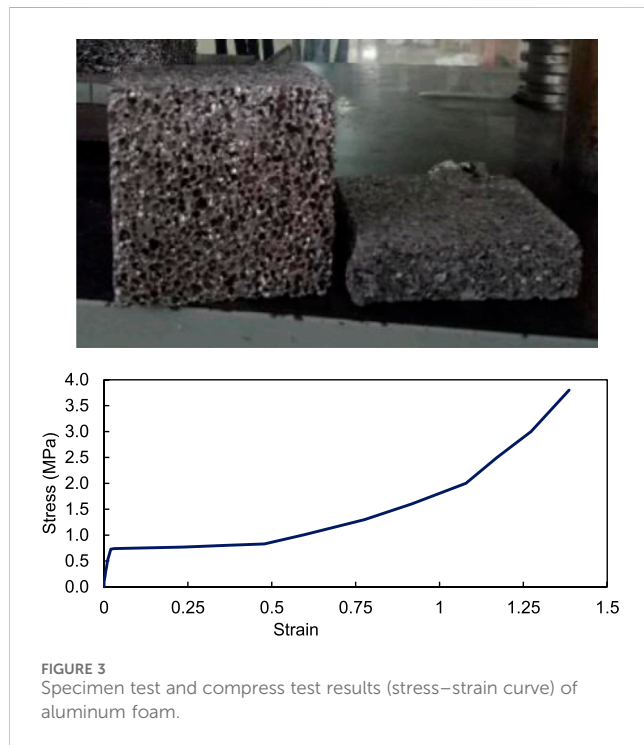 4.0
3.5
3.0
2.5
2.0
1.5
1.0
0.5
0.0
Stress (MPa)
0 0.25 0.5 0.75 1 1.25 1.5
Strain
FIGURE 3
Specimen test and compress test results (stress–strain curve) of
aluminum foam.